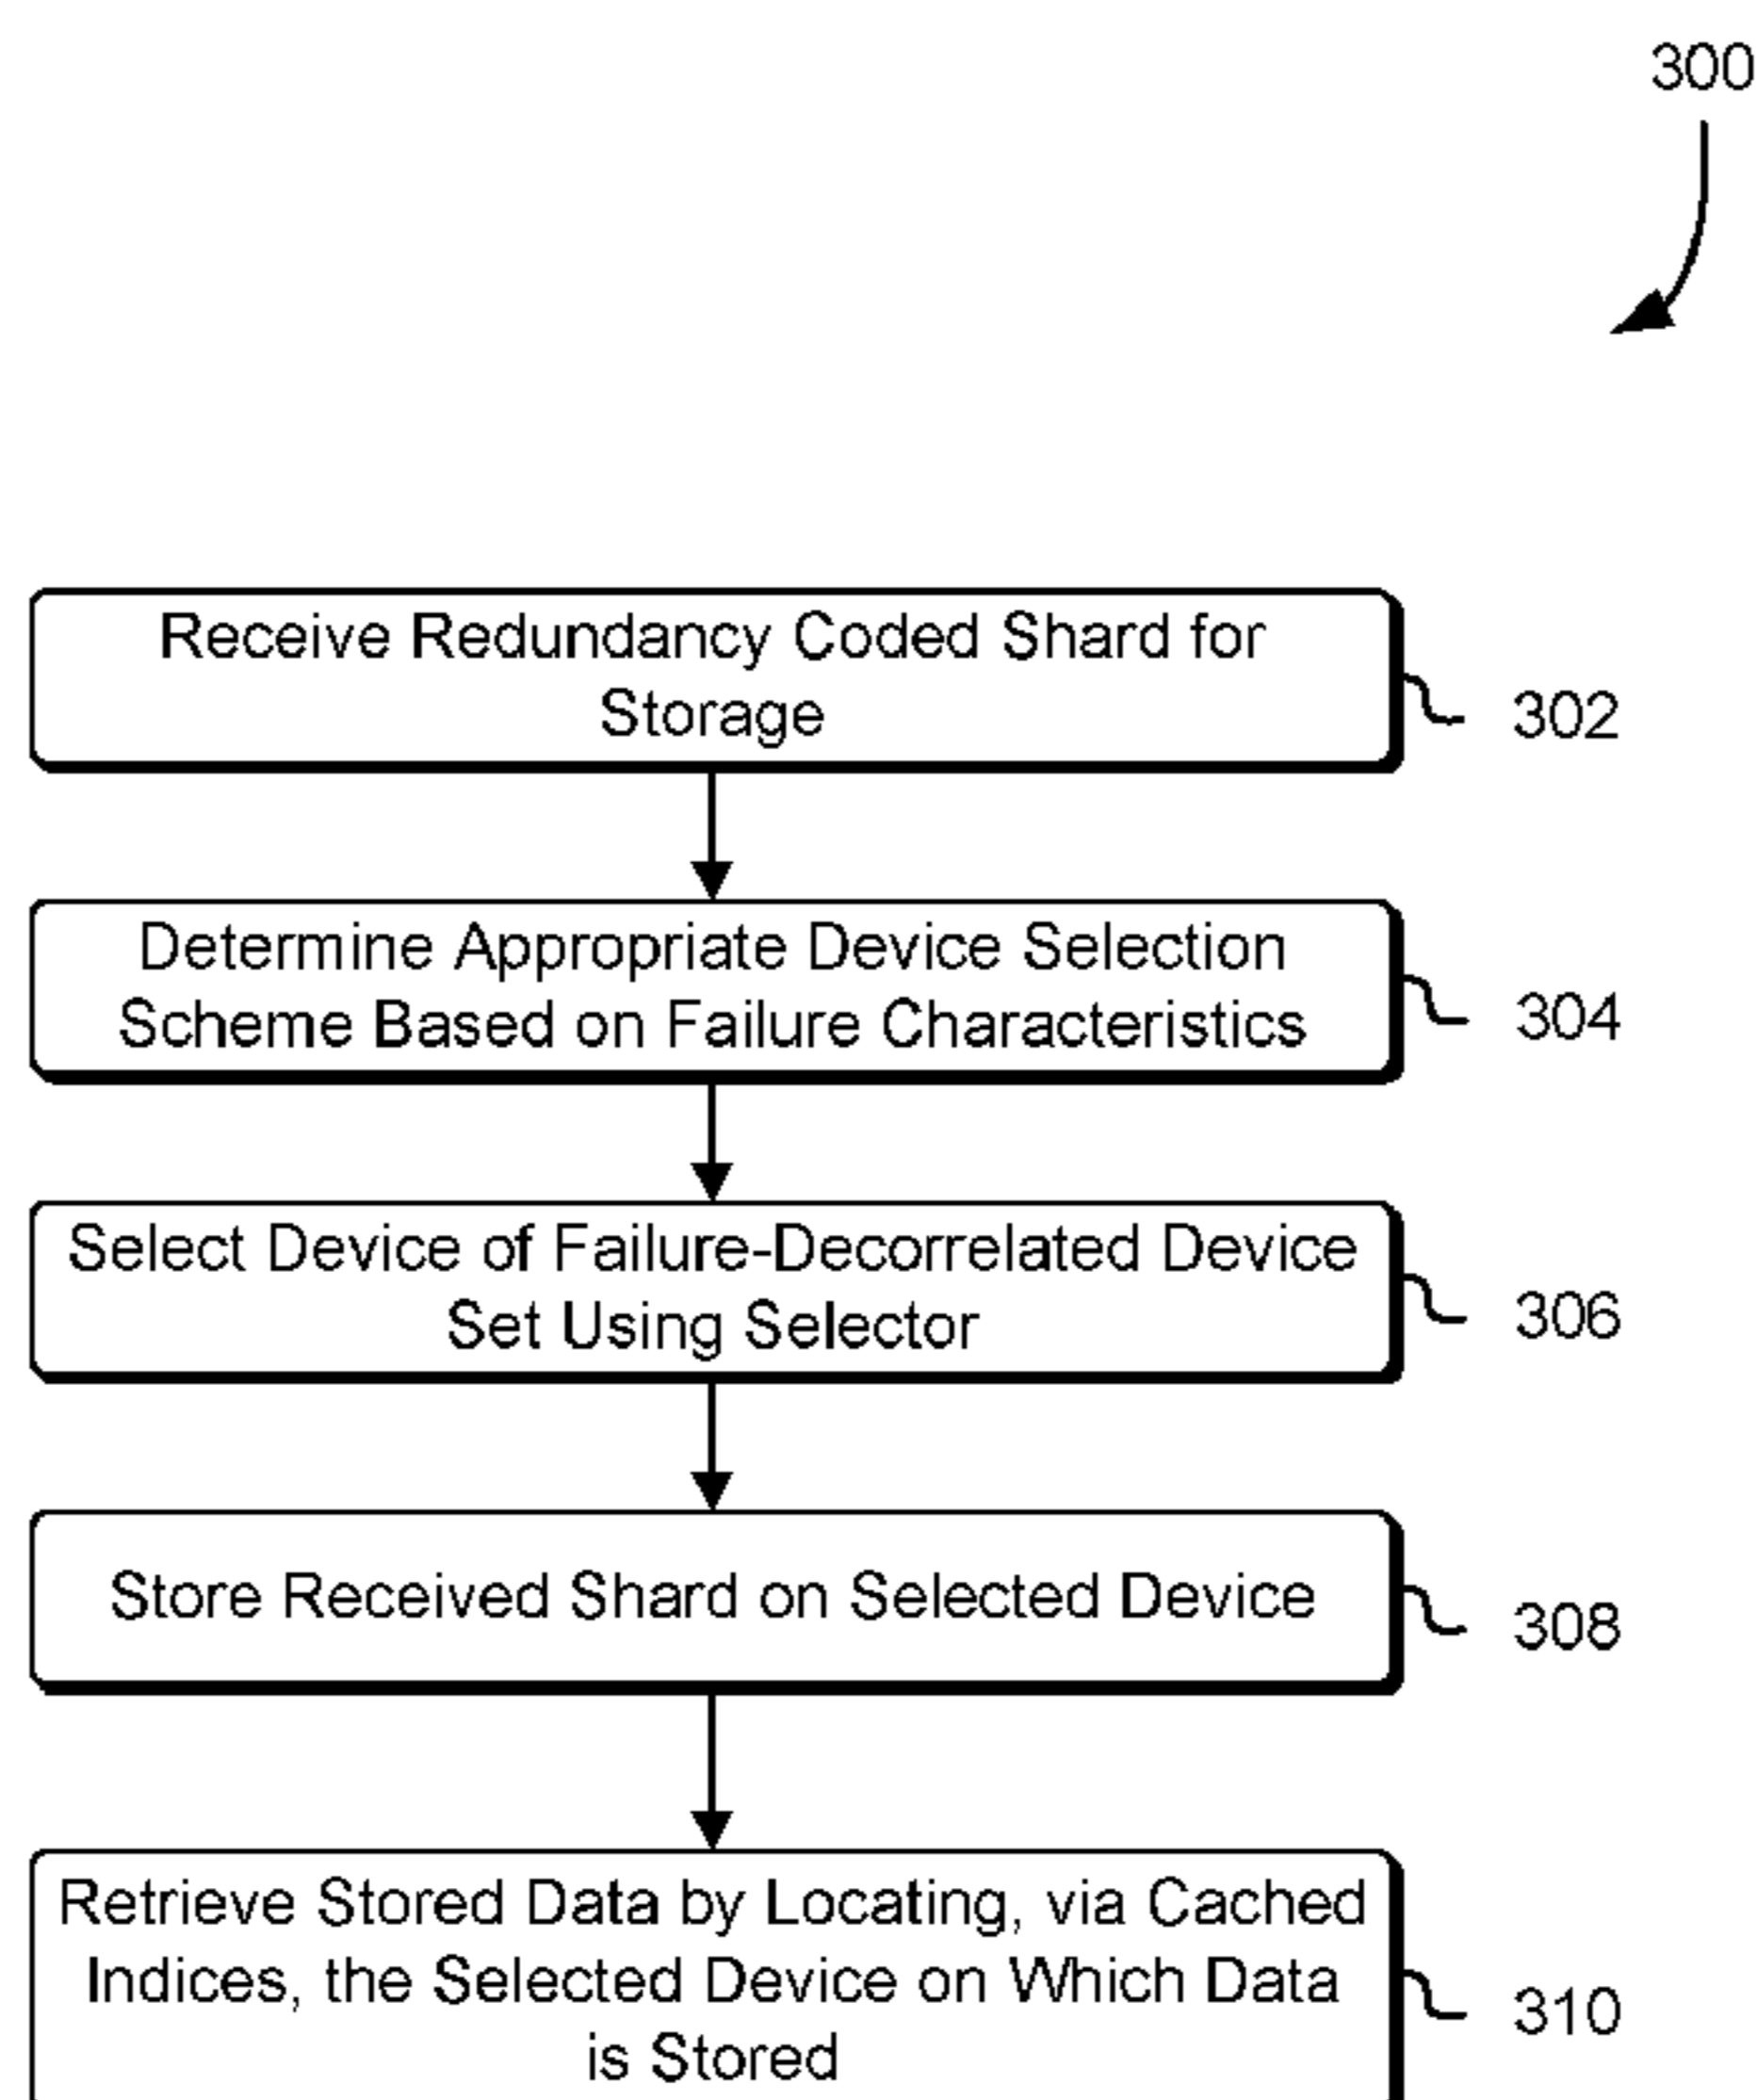 300
Receive Redundancy Coded Shard for
Storage
302
Determine Appropriate Device Selection
Scheme Based on Failure Characteristics
304
Select Device of Failure-Decorrelated Device
Set Using Selector
306
Store Received Shard on Selected Device
308
Retrieve Stored Data by Locating, via Cached
Indices, the Selected Device on Which Data
is Stored
310